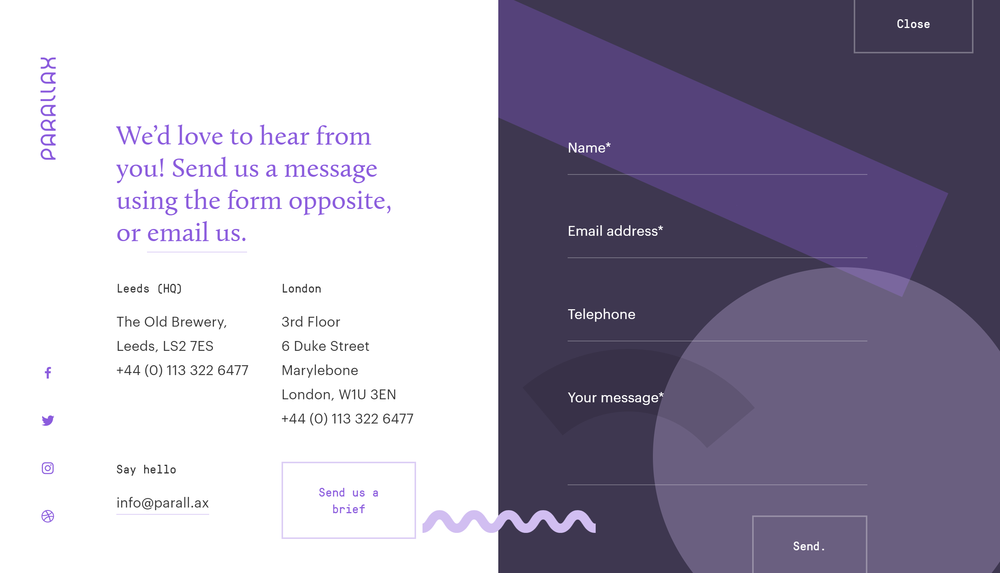 PARALLAX
We’d love to hear from
you! Send us a message
using the form opposite,
or email us.
Leeds (HQ)
The Old Brewery,
Leeds, LS2 7ES
+44 (0) 113 322 6477
London
3rd Floor
6 Duke Street
Marylebone
London, W1U 3EN
+44 (0) 113 322 6477
Say hello
info@parall.ax
Send us a
brief
Close
Name*
Email address*
Telephone
Your message*
Send.